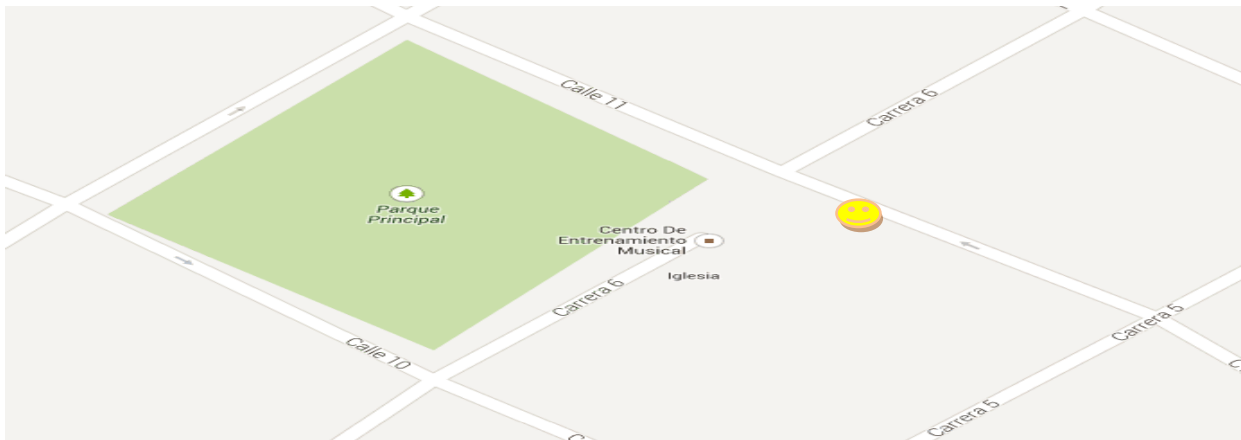 Calle 11
Carrera 6
Parque
Principal
Centro De
Entrenamiento
Musical
Iglesia
Carrera 6
Carrera 5
Calle 10
Carrera 5